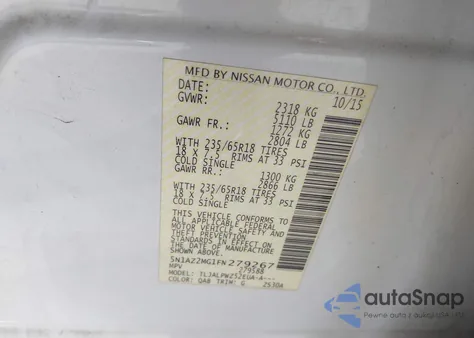 MFD BY NISSAN MOTOR CO., LTD.
DATE: 10/15
GVWR: 2318 KG
5110 LB
GAWR FR.: 1272 KG
2804 LB
WITH 235/65R18 TIRES
18 X 7.5 RIMS AT 33 PSI
COLD SINGLE
GAWR RR: 1300 KG
2866 LB
WITH 235/65R18 TIRES
18 X 7.5 RIMS AT 33 PSI
COLD SINGLE
THIS VEHICLE CONFORMS TO
ALL APPLICABLE U.S. FEDERAL
MOTOR VEHICLE SAFETY AND
STANDARDS IN EFFECT ON THE
DATE OF MANUFACTURE
SHOWN ABOVE.
5N1AZ2MG1FN279267
MPV 279588
MODEL:
COLOR: QAB TRIM: G
autoSnap
Pewne auto z